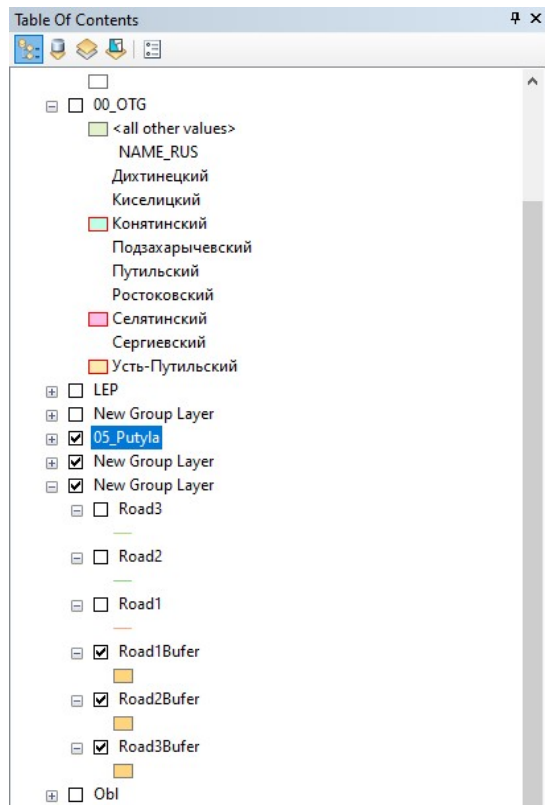 Table Of Contents
00_OTG
<all other values>
NAME_RUS
Дихтинецкий
Киселицкий
Конятинский
Подзахарычевский
Путильский
Ростоковский
Селятинский
Сергиевский
Усть-Путильский
LEP
New Group Layer
05_Putyla
New Group Layer
New Group Layer
Road3
Road2
Road1
Road1Bufer
Road2Bufer
Road3Bufer
Obl